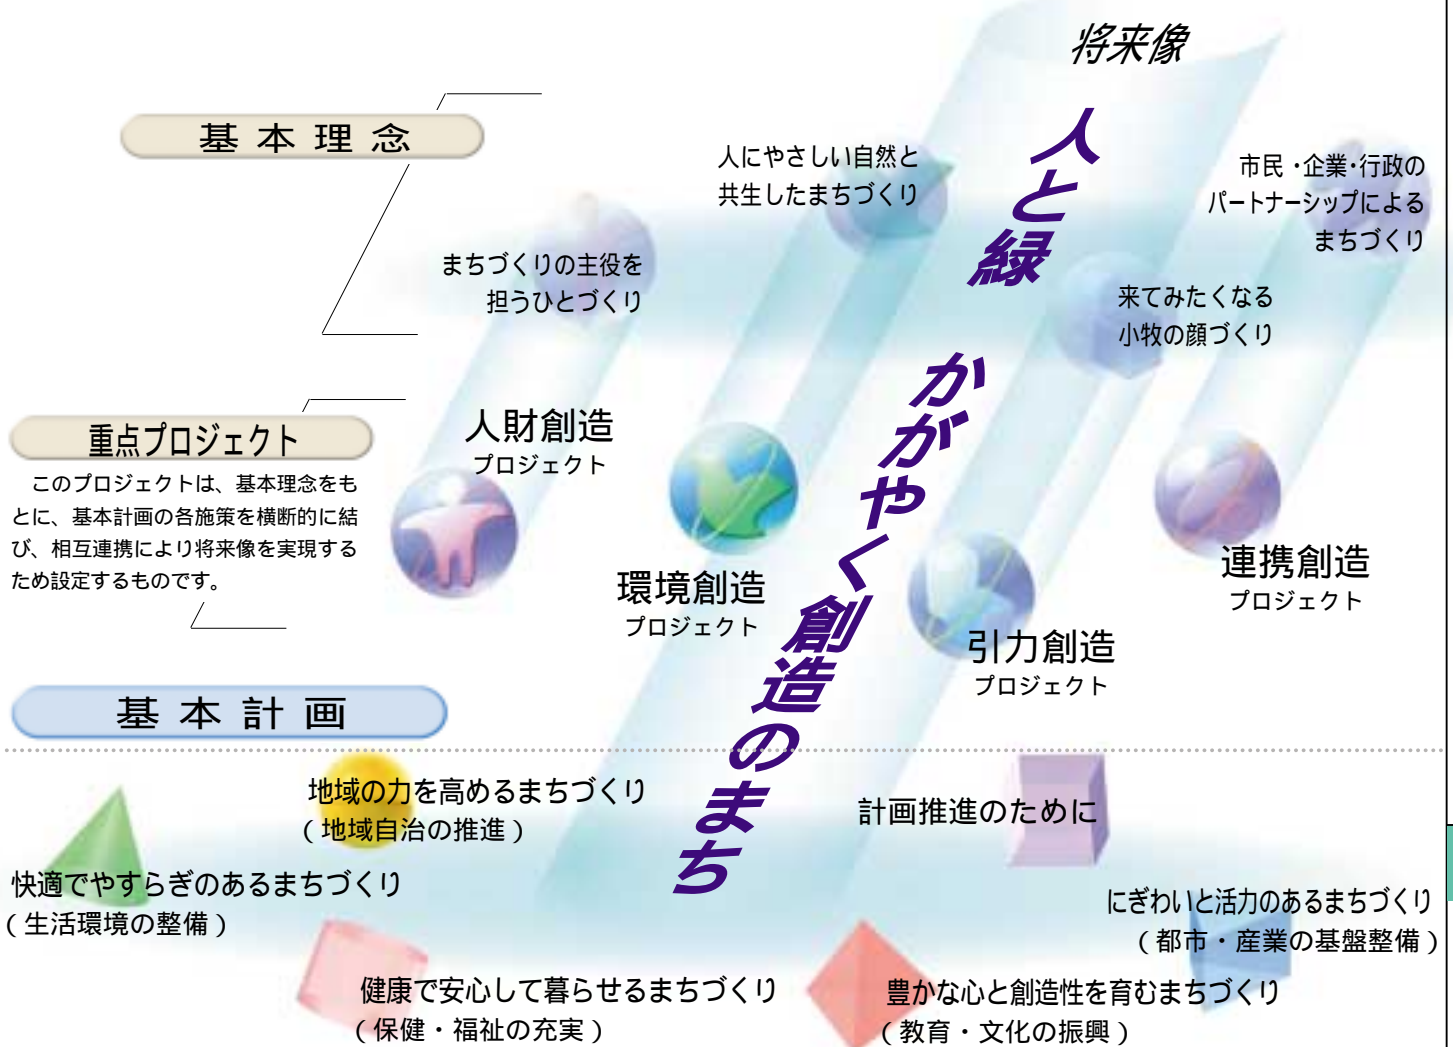 将来像
人と緑 かがやく創造のまち
基本理念
人にやさしい自然と
共生したまちづくり
市民・企業・行政の
パートナーシップによる
まちづくり
まちづくりの主役を
担うひとづくり
来てみたくなる
小牧の顔づくり
重点プロジェクト
このプロジェクトは、基本理念をも
とに、基本計画の各施策を横断的に結
び、相互連携により将来像を実現する
ため設定するものです。
人財創造
プロジェクト
環境創造
プロジェクト
引力創造
プロジェクト
連携創造
プロジェクト
基本計画
地域の力を高めるまちづくり
（地域自治の推進）
計画推進のために
快適でやすらぎのあるまちづくり
（生活環境の整備）
にぎわいと活力のあるまちづくり
（都市・産業の基盤整備）
健康で安心して暮らせるまちづくり
（保健・福祉の充実）
豊かな心と創造性を育むまちづくり
（教育・文化の振興）